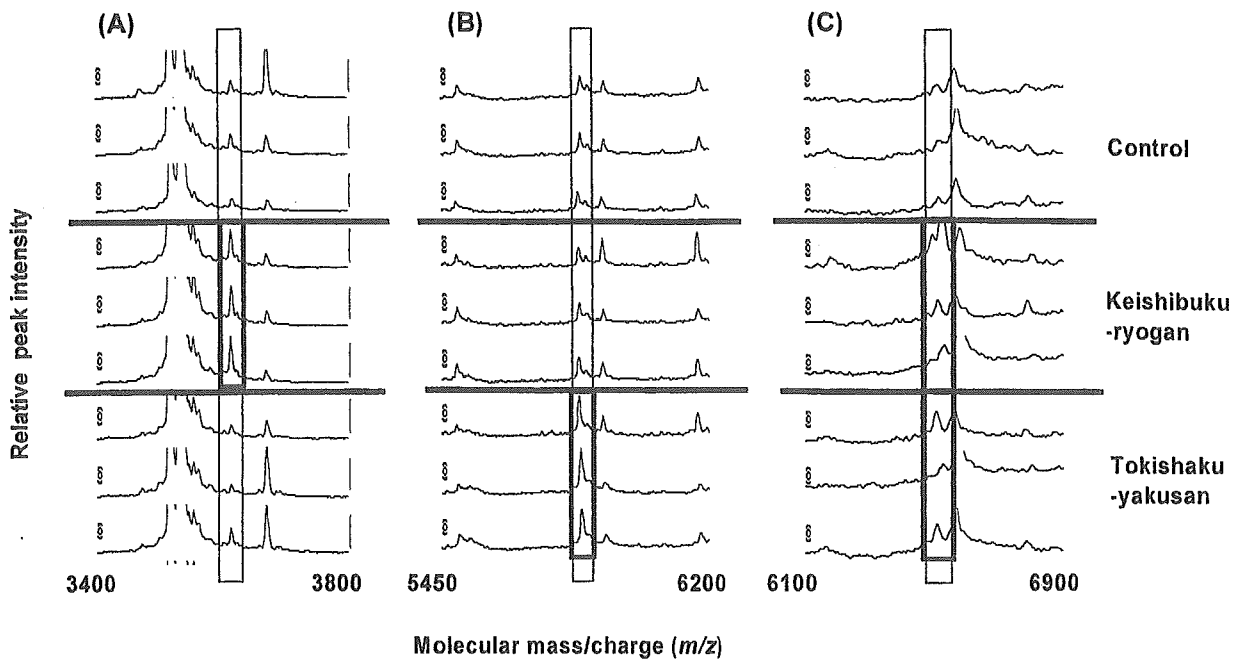 (A) (B) (C)
Control
Keishibuku
-ryogan
Tokishaku
-yakusan
Relative peak intensity
3400 3800 5450 6200 6100 6900
Molecular mass/charge (m/z)